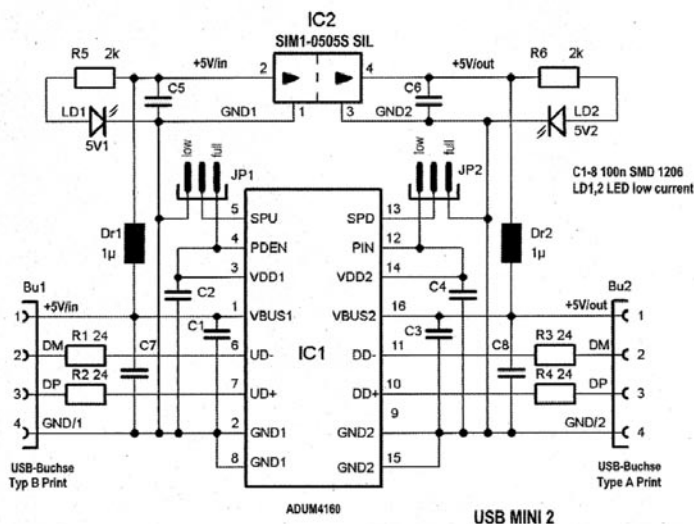 IC2
SIM1-0505S SIL
R5 2k
+5V/in
2
4
+5V/out
R6 2k
C5
C6
LD1
5V1
GND1
1
3
GND2
LD2
5V2
low
full
JP1
low
full
JP2
C1-8 100n SMD 1206
LD1,2 LED low current
5 SPU
SPD 13
Dr1
1µ
4 PDEN
PIN 12
Dr2
1µ
3 VDD1
VDD2 14
C2
C4
Bu1
Bu2
+5V/in
+5V/out
1
1 VBUS1
VBUS2 16
1
C7
C1
IC1
C3
C8
2
R1 24
DM
6 UD-
DD- 11
R3 24
DM
2
3
R2 24
DP
7 UD+
DD+ 10
R4 24
DP
3
4
GND/1
2 GND1
GND2 9
GND/2
4
8 GND1
GND2 15
USB-Buchse
Typ B Print
USB-Buchse
Type A Print
ADUM4160
USB MINI 2